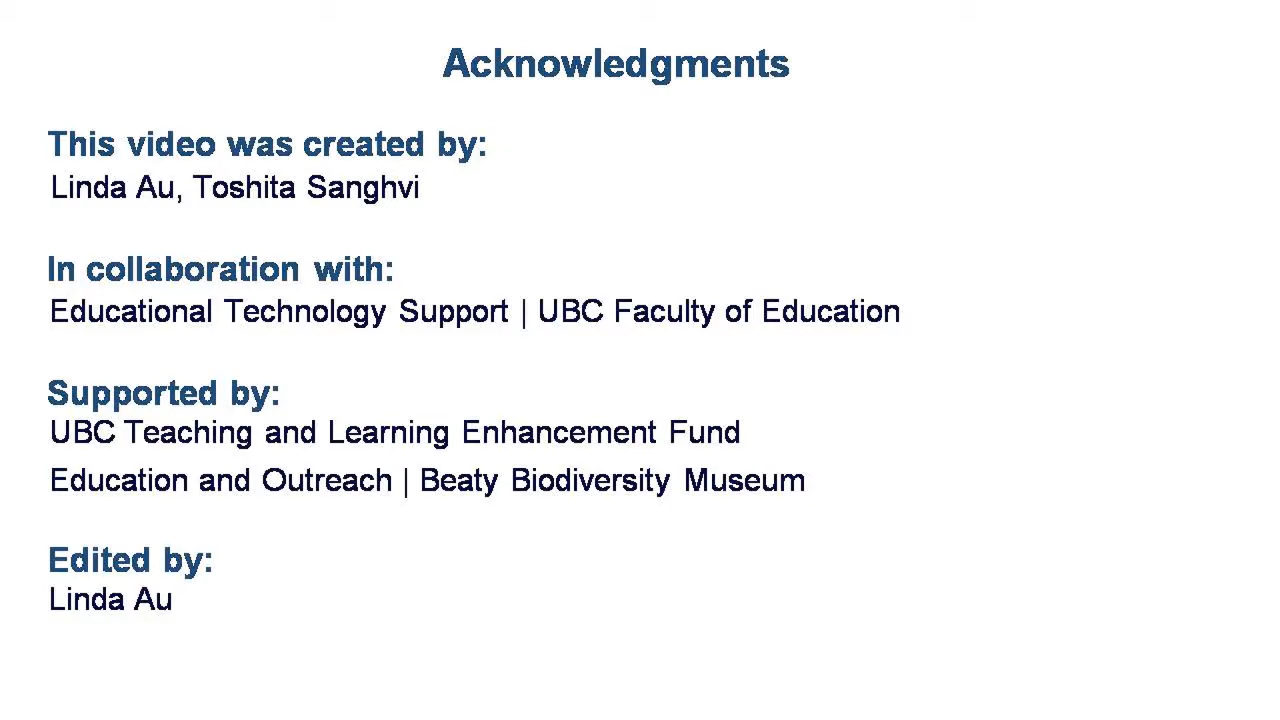 Acknowledgments
This video was created by:
Linda Au, Toshita Sanghvi
In collaboration with:
Educational Technology Support | UBC Faculty of Education
Supported by:
UBC Teaching and Learning Enhancement Fund
Education and Outreach | Beaty Biodiversity Museum
Edited by:
Linda Au